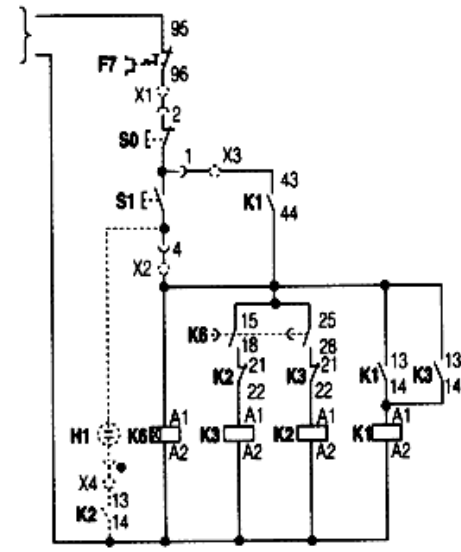 95
F7
96
X1
2
S0
1 X3
43
S1
K1
44
4
X2
15 25
K6
18 28
21 21
K2 K3
22 22
13 13
K1 K3
14 14
A1 A1 A1 A1
H1 K6 K3 K2 K1
A2 A2 A2 A2
X4
13
K2
14